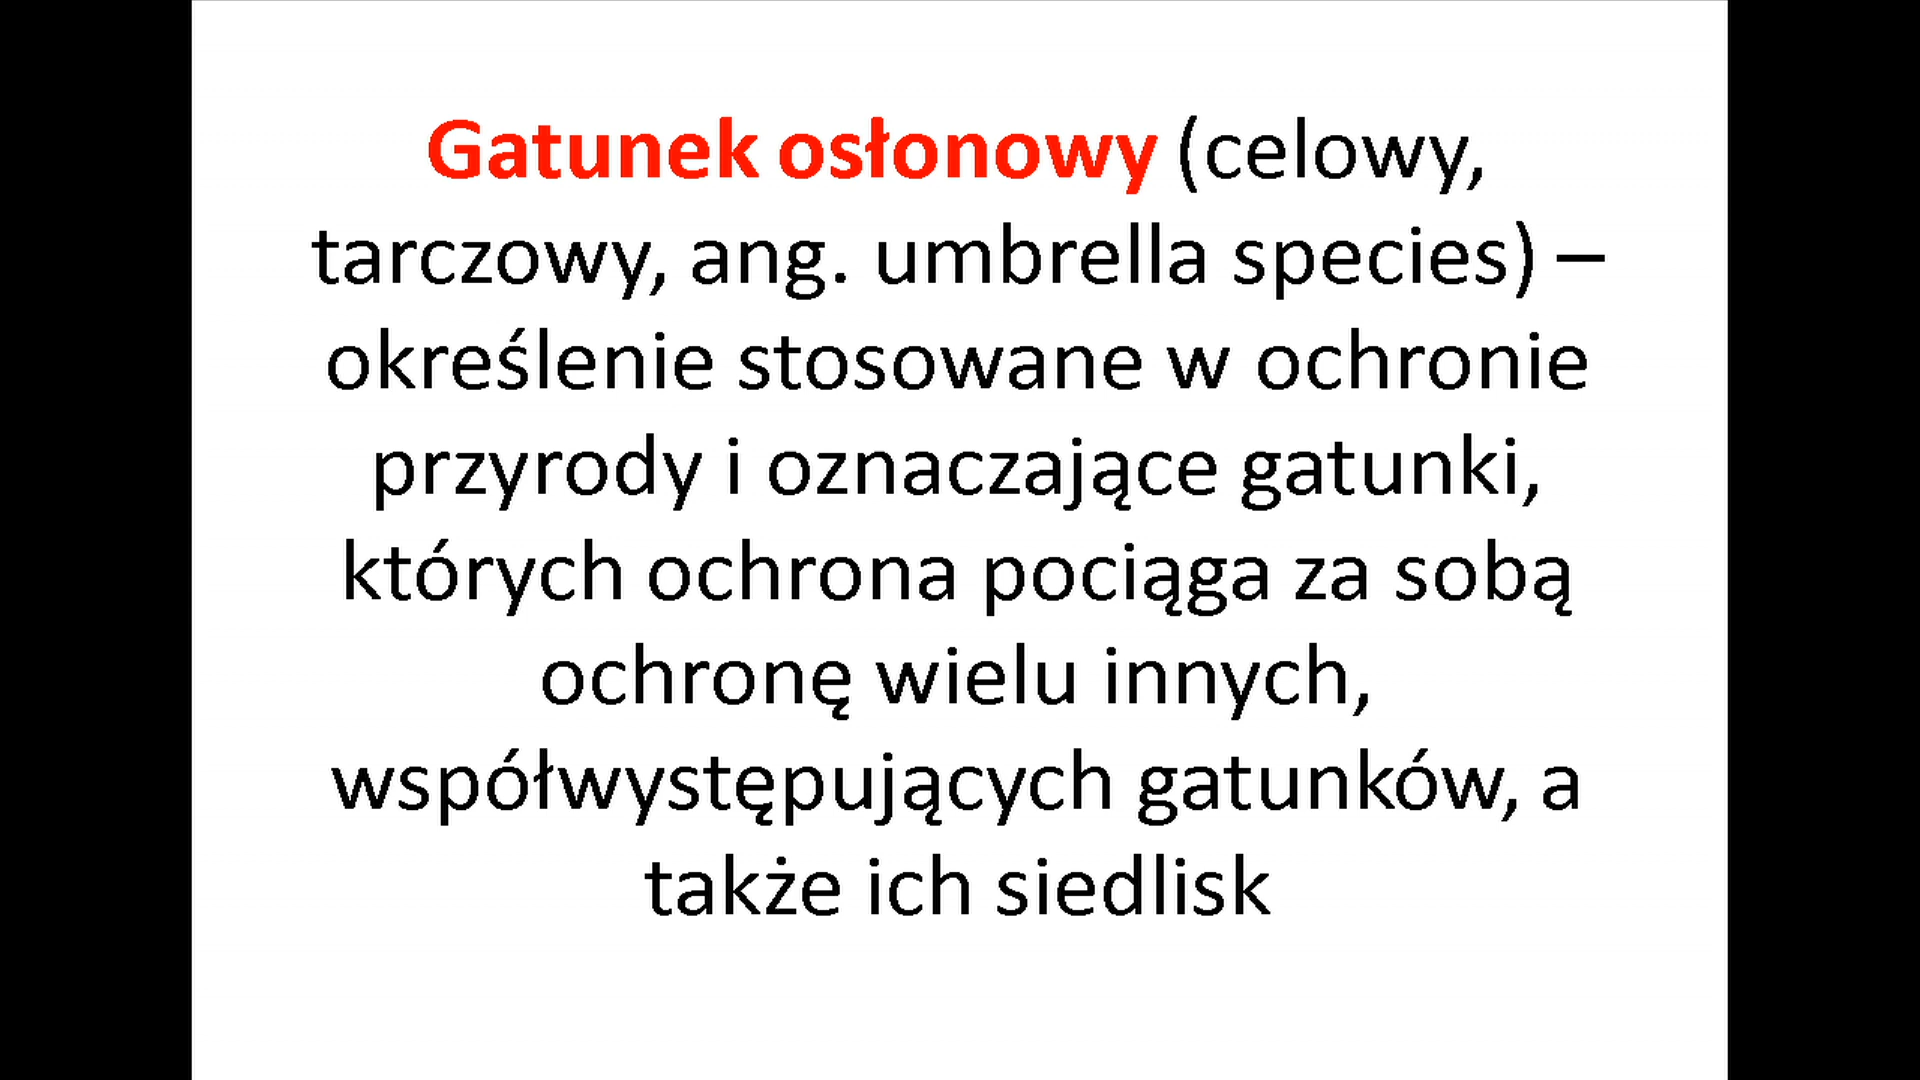 Gatunek osłonowy (celowy,
tarczowy, ang. umbrella species) –
określenie stosowane w ochronie
przyrody i oznaczające gatunki,
których ochrona pociąga za sobą
ochronę wielu innych,
współwystępujących gatunków, a
także ich siedlisk